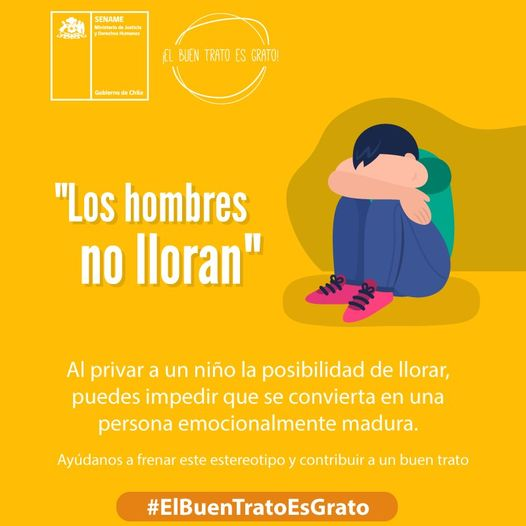 SENAME
Ministerio de Justicia
y Derechos Humanos
Gobierno de Chile
¡EL BUEN TRATO ES GRATO!
"Los hombres
no lloran"
Al privar a un niño la posibilidad de llorar,
puedes impedir que se convierta en una
persona emocionalmente madura.
Ayúdanos a frenar este estereotipo y contribuir a un buen trato
#ElBuenTratoEsGrato